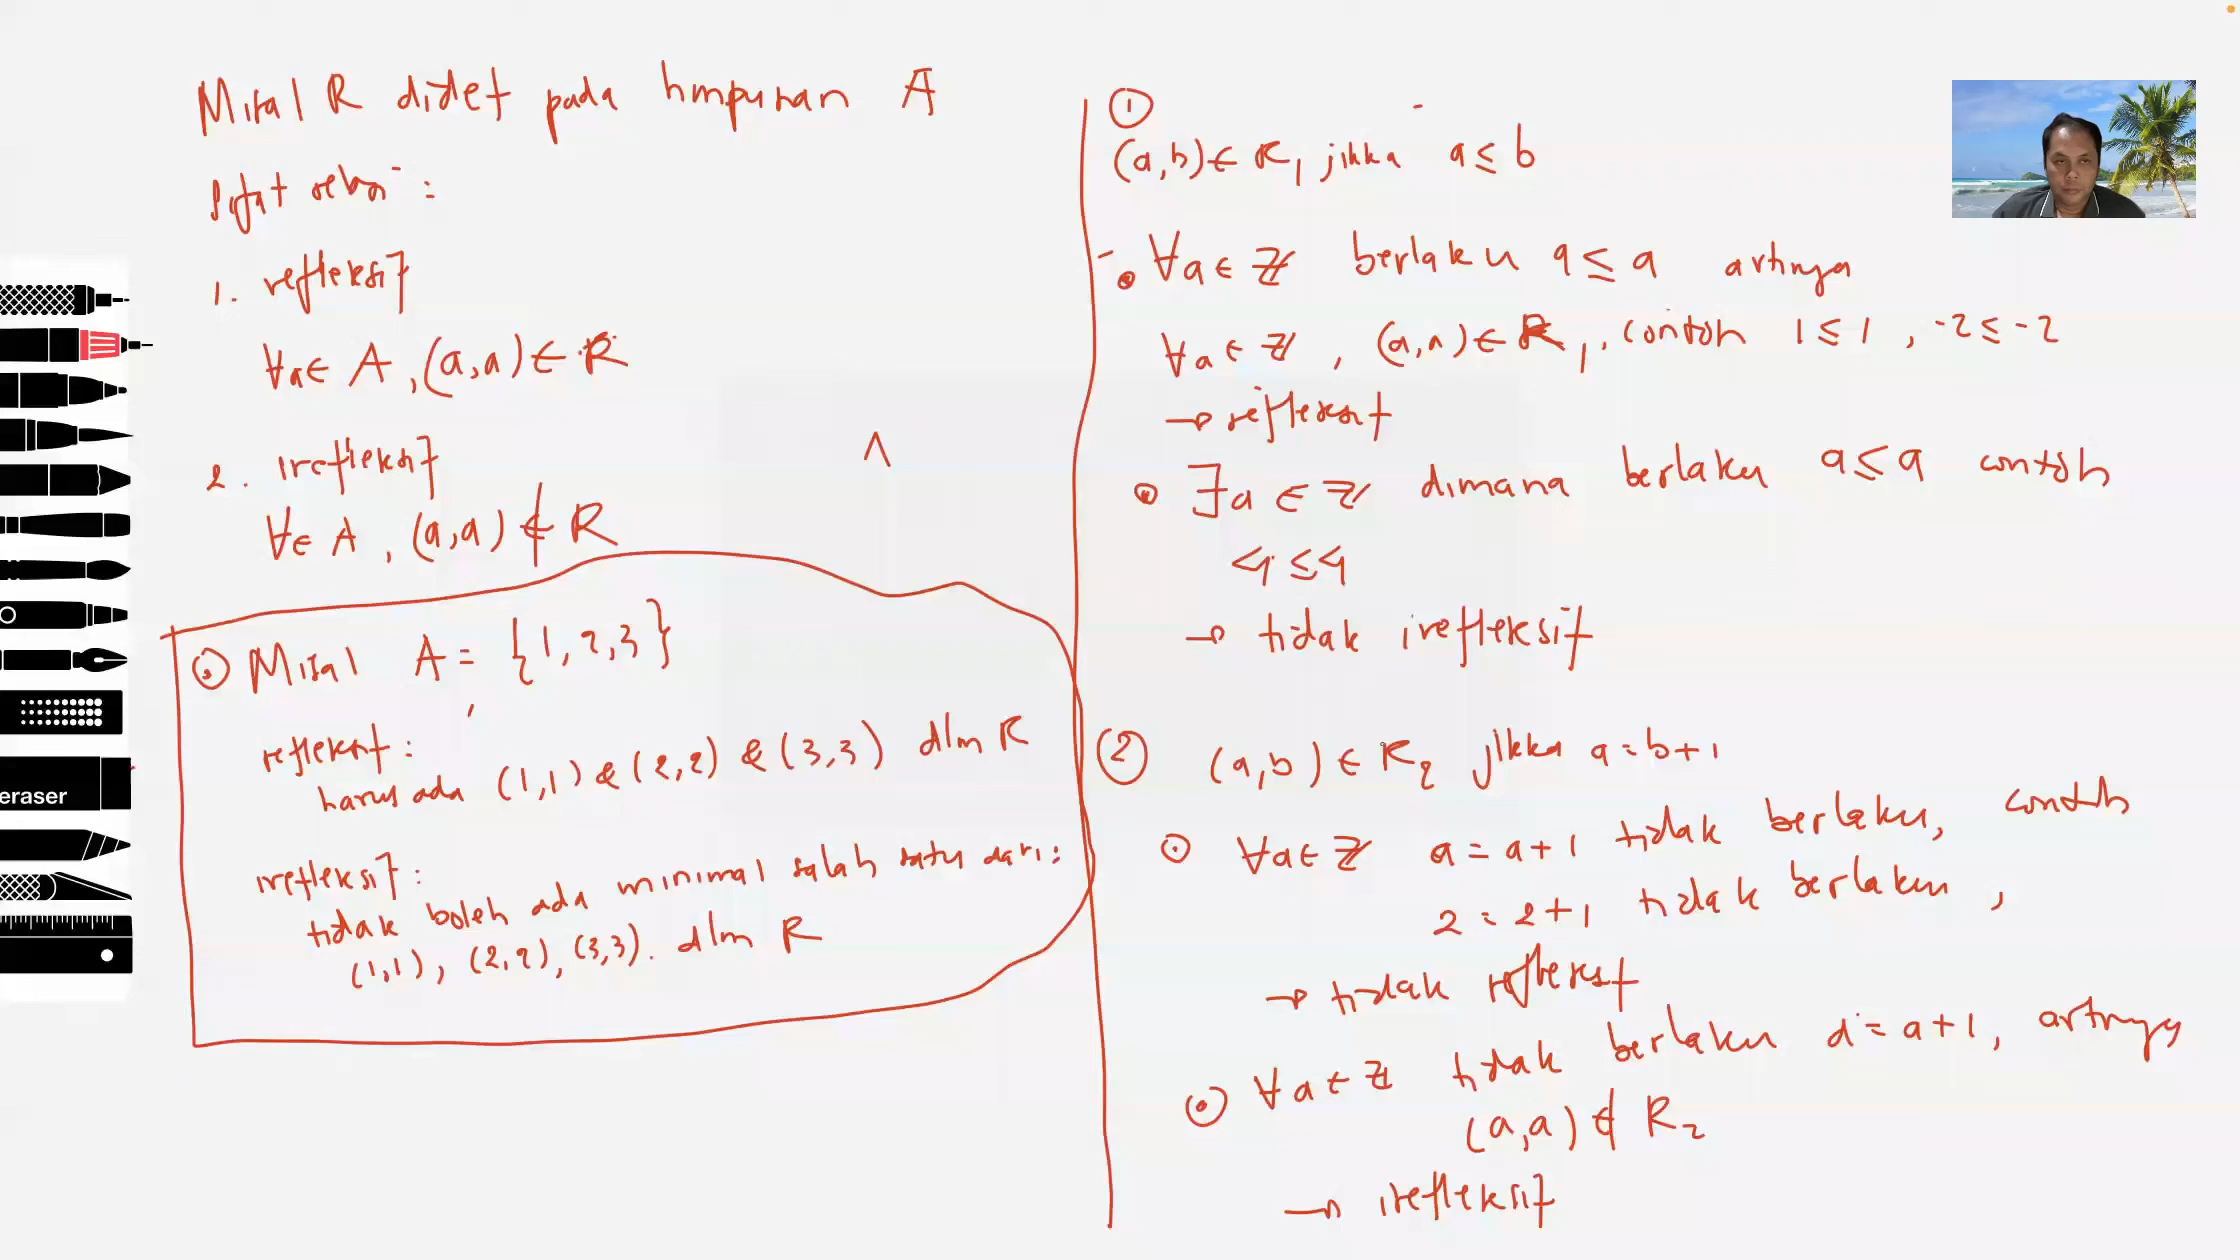 Misal R didef pada himpunan A
sifat relasi :
1. refleksif
∀a∈ A, (a,a) ∈ R
2. irefleksif
∀∈ A, (a,a) ∉ R
Misal A = {1, 2, 3}
refleksif :
harus ada (1,1) & (2,2) & (3,3) dlm R
irefleksif :
tidak boleh ada minimal salah satu dari :
(1,1), (2,2), (3,3). dlm R
^
1
(a,b) ∈ R1 jikka a ≤ b
∀a ∈ ℤ berlaku a ≤ a artinya
∀a ∈ ℤ, (a,a) ∈ R1, contoh 1 ≤ 1, -2 ≤ -2
→ refleksif
∃a ∈ ℤ dimana berlaku a ≤ a contoh
4 ≤ 4
→ tidak irefleksif
2 (a,b) ∈ R2 jikka a = b+1
∀a ∈ ℤ a = a+1 tidak berlaku, contoh
2 = 2+1 tidak berlaku,
→ tidak refleksif
∀a ∈ ℤ tidak berlaku a = a+1, artinya
(a,a) ∉ R2
→ irefleksif
eraser